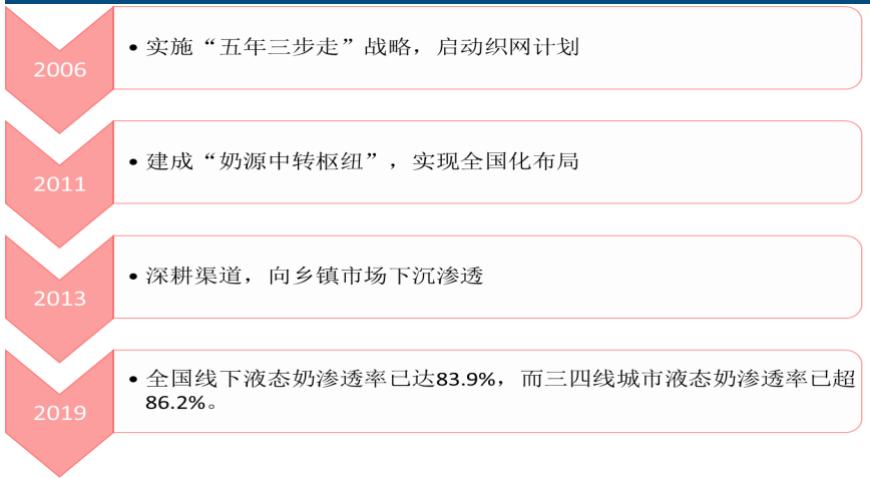 2006
• 实施“五年三步走”战略，启动织网计划
2011
• 建成“奶源中转枢纽”，实现全国化布局
2013
• 深耕渠道，向乡镇市场下沉渗透
2019
• 全国线下液态奶渗透率已达83.9%，而三四线城市液态奶渗透率已超
86.2%。